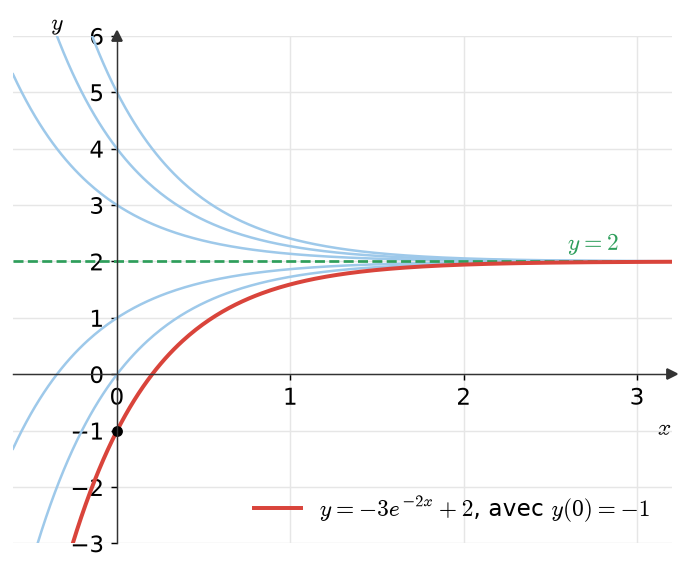 y
6
5
4
3
y = 2
2
1
0
0 1 2 3
−1
x
−2
y = −3e^{−2x} + 2, avec y(0) = −1
−3